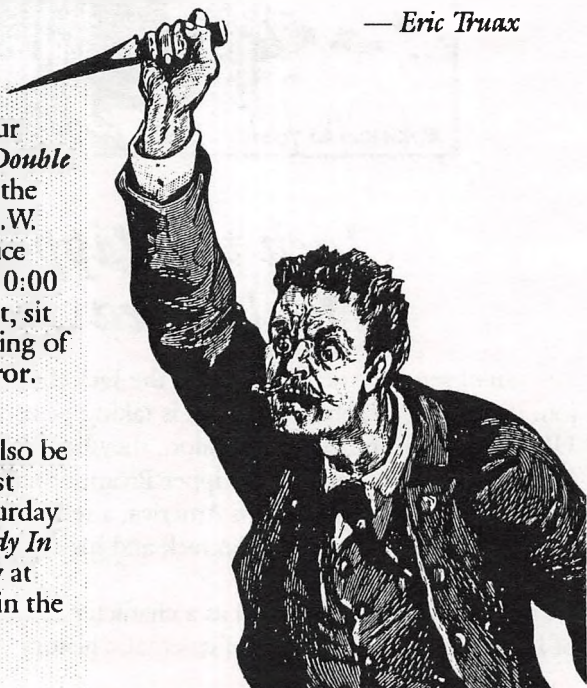 — Eric Truax
ur
Double
the
.W.
ce
0:00
t, sit
ing of
ror.
lso be
st
urday
dy In
at
in the